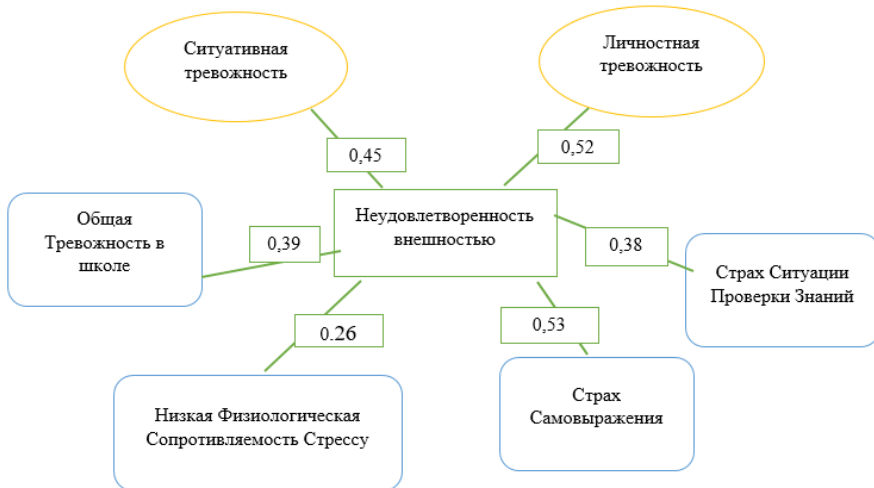 Ситуативная
тревожность
Личностная
тревожность
0,45
0,52
Неудовлетворенность
внешностью
Общая
Тревожность в
школе
0,39
0,38
Страх Ситуации
Проверки Знаний
0.26
0,53
Низкая Физиологическая
Сопротивляемость Стрессу
Страх
Самовыражения